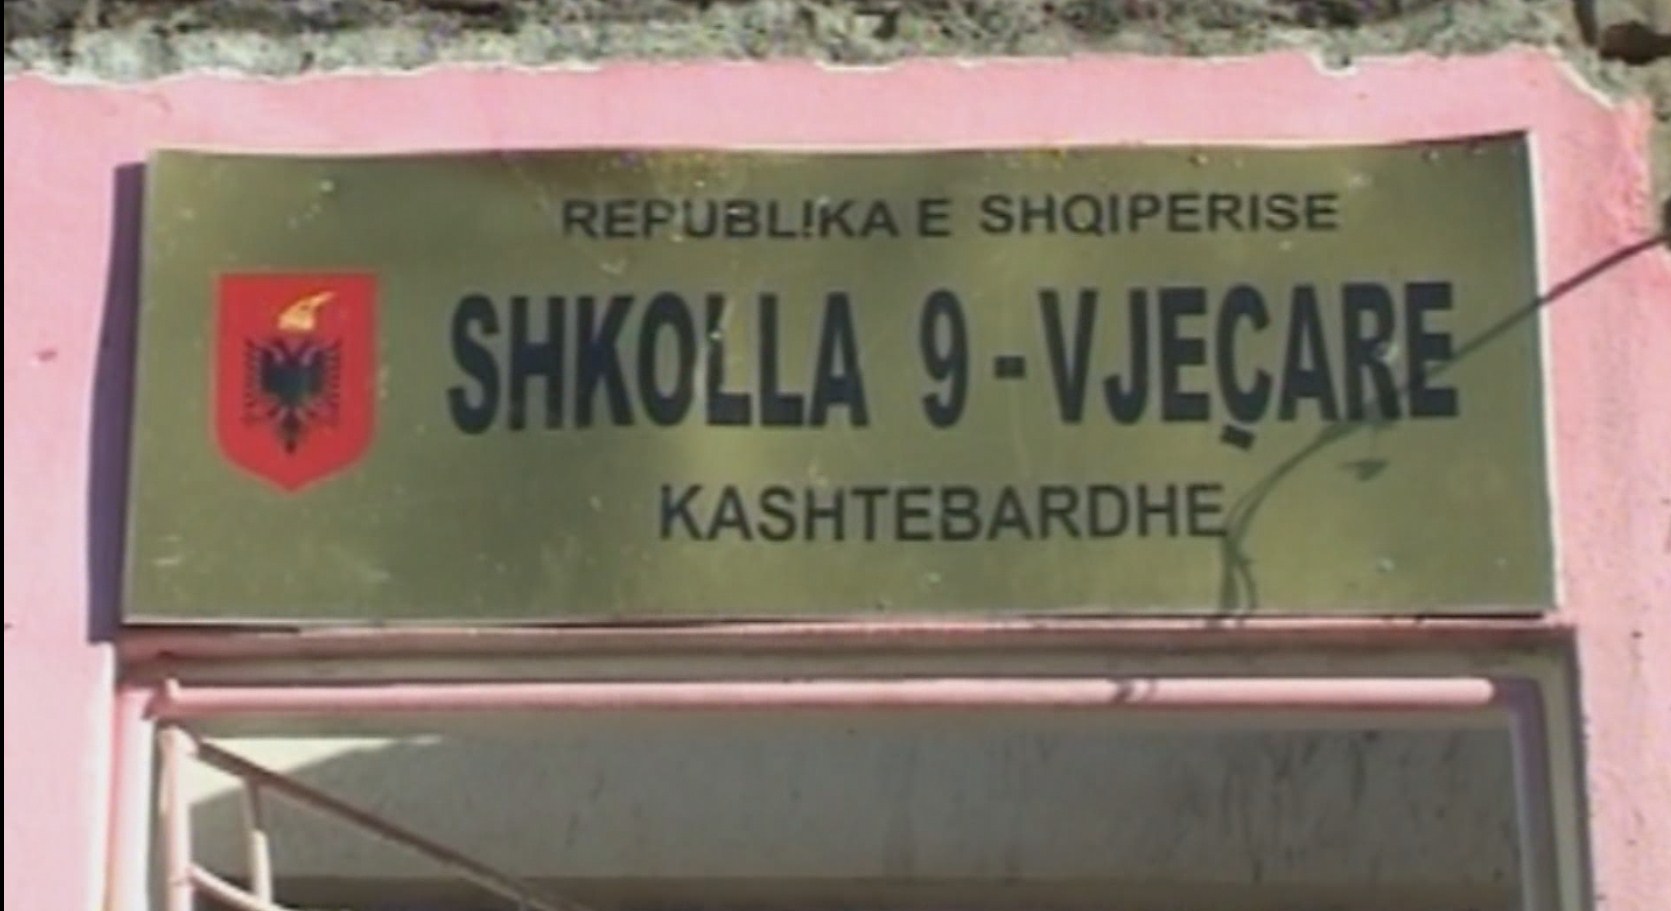 REPUBLIKA E SHQIPERISE
SHKOLLA 9-VJEÇARE
KASHTEBARDHE